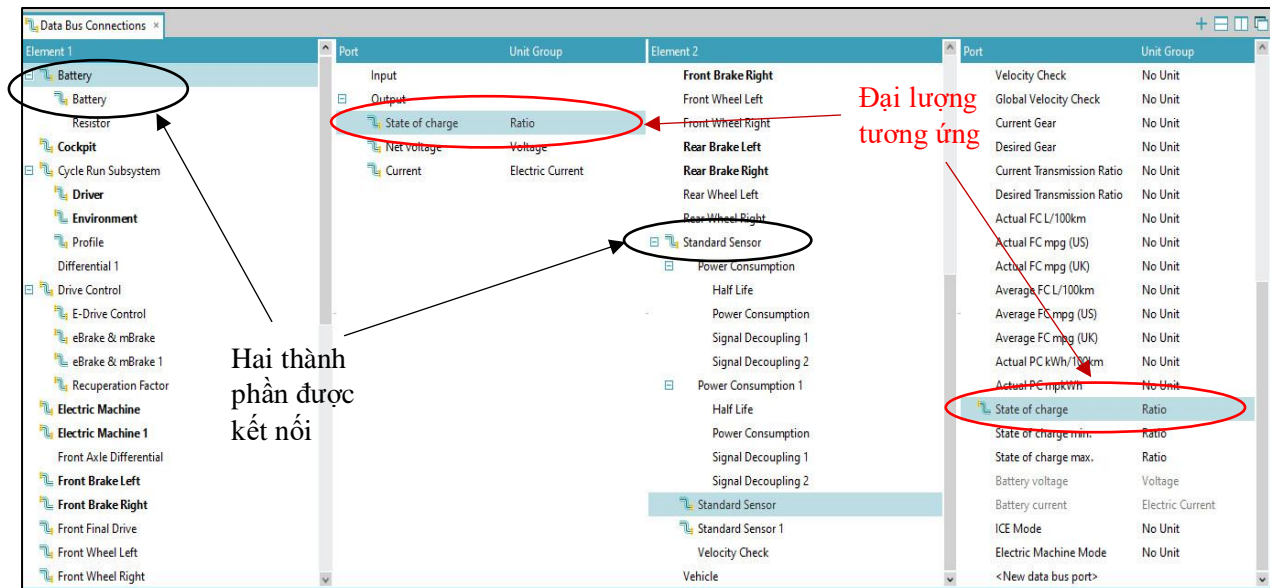 Data Bus Connections ×
Element 1
Battery
Battery
Resistor
Cockpit
Cycle Run Subsystem
Driver
Environment
Profile
Differential 1
Drive Control
E-Drive Control
eBrake & mBrake
eBrake & mBrake 1
Recuperation Factor
Electric Machine
Electric Machine 1
Front Axle Differential
Front Brake Left
Front Brake Right
Front Final Drive
Front Wheel Left
Front Wheel Right
Port Unit Group
Input
Output
State of charge Ratio
Net voltage Voltage
Current Electric Current
Hai thành
phần được
kết nối
Element 2
Front Brake Right
Front Wheel Left
Front Wheel Right
Rear Brake Left
Rear Brake Right
Rear Wheel Left
Rear Wheel Right
Standard Sensor
Power Consumption
Half Life
Power Consumption
Signal Decoupling 1
Signal Decoupling 2
Power Consumption 1
Half Life
Power Consumption
Signal Decoupling 1
Signal Decoupling 2
Standard Sensor
Standard Sensor 1
Velocity Check
Vehicle
Đại lượng
tương ứng
Port Unit Group
Velocity Check No Unit
Global Velocity Check No Unit
Current Gear No Unit
Desired Gear No Unit
Current Transmission Ratio No Unit
Desired Transmission Ratio No Unit
Actual FC L/100km No Unit
Actual FC mpg (US) No Unit
Actual FC mpg (UK) No Unit
Average FC L/100km No Unit
Average FC mpg (US) No Unit
Average FC mpg (UK) No Unit
Actual PC kWh/100km No Unit
Actual PC mpkWh No Unit
State of charge Ratio
State of charge min. Ratio
State of charge max. Ratio
Battery voltage Voltage
Battery current Electric Current
ICE Mode No Unit
Electric Machine Mode No Unit
<New data bus port>